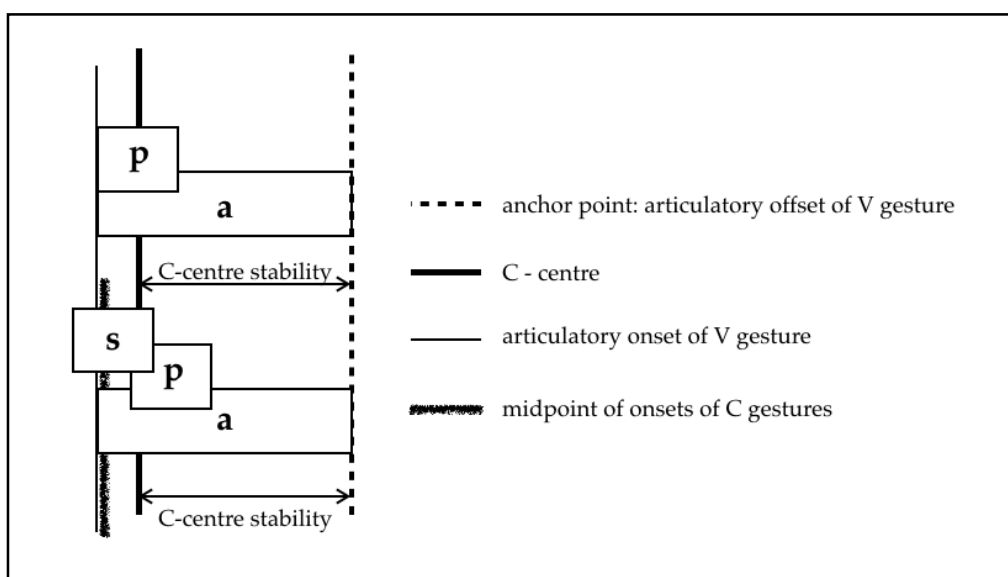 p
a
C-centre stability
s
p
a
C-centre stability
anchor point: articulatory offset of V gesture
C - centre
articulatory onset of V gesture
midpoint of onsets of C gestures